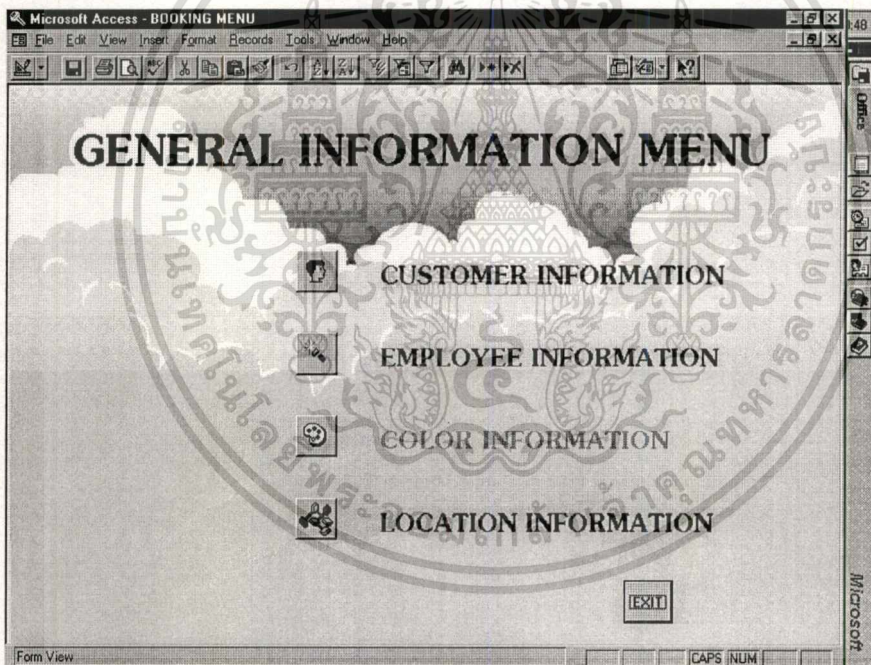 Microsoft Access - BOOKING MENU
:48
File Edit View Insert Format Records Tools Window Help
Office
GENERAL INFORMATION MENU
CUSTOMER INFORMATION
EMPLOYEE INFORMATION
COLOR INFORMATION
LOCATION INFORMATION
EXIT
Microsoft
Form View
CAPS NUM